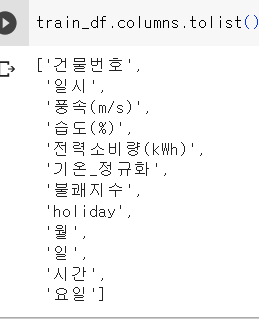 train_df.columns.tolist()
['건물번호',
'일시',
'풍속(m/s)',
'습도(%)',
'전력소비량(kWh)',
'기온_정규화',
'불쾌지수',
'holiday',
'월',
'일',
'시간',
'요일']